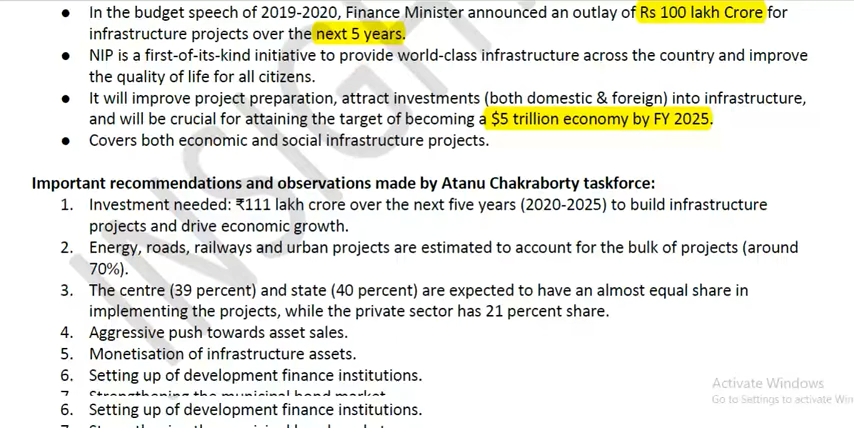 • In the budget speech of 2019-2020, Finance Minister announced an outlay of Rs 100 lakh Crore for
infrastructure projects over the next 5 years.
• NIP is a first-of-its-kind initiative to provide world-class infrastructure across the country and improve
the quality of life for all citizens.
• It will improve project preparation, attract investments (both domestic & foreign) into infrastructure,
and will be crucial for attaining the target of becoming a $5 trillion economy by FY 2025.
• Covers both economic and social infrastructure projects.
Important recommendations and observations made by Atanu Chakraborty taskforce:
1. Investment needed: ₹111 lakh crore over the next five years (2020-2025) to build infrastructure
projects and drive economic growth.
2. Energy, roads, railways and urban projects are estimated to account for the bulk of projects (around
70%).
3. The centre (39 percent) and state (40 percent) are expected to have an almost equal share in
implementing the projects, while the private sector has 21 percent share.
4. Aggressive push towards asset sales.
5. Monetisation of infrastructure assets.
6. Setting up of development finance institutions.
6. Setting up of development finance institutions.
Activate Windows
Go to Settings to activate Win